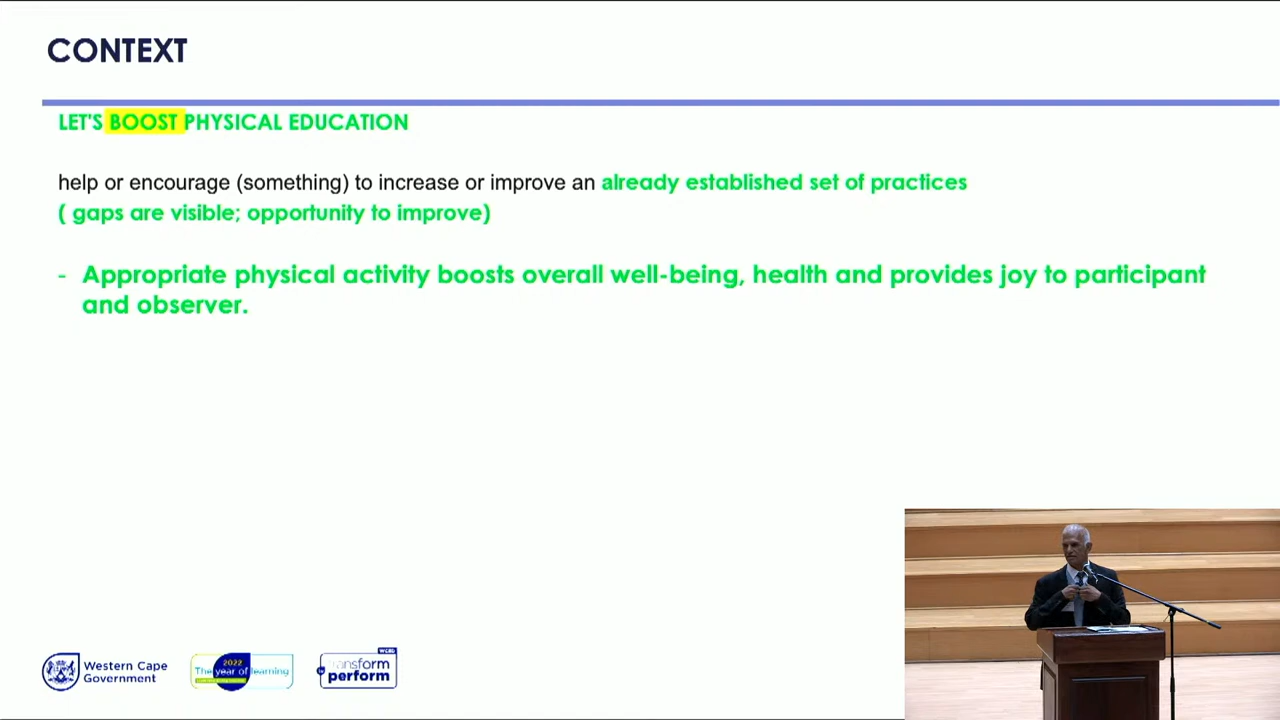 CONTEXT
LET'S BOOST PHYSICAL EDUCATION
help or encourage (something) to increase or improve an already established set of practices
( gaps are visible; opportunity to improve)
- Appropriate physical activity boosts overall well-being, health and provides joy to participant
and observer.
Western Cape
Government
2022
The year of learning
WCED
transform
to perform